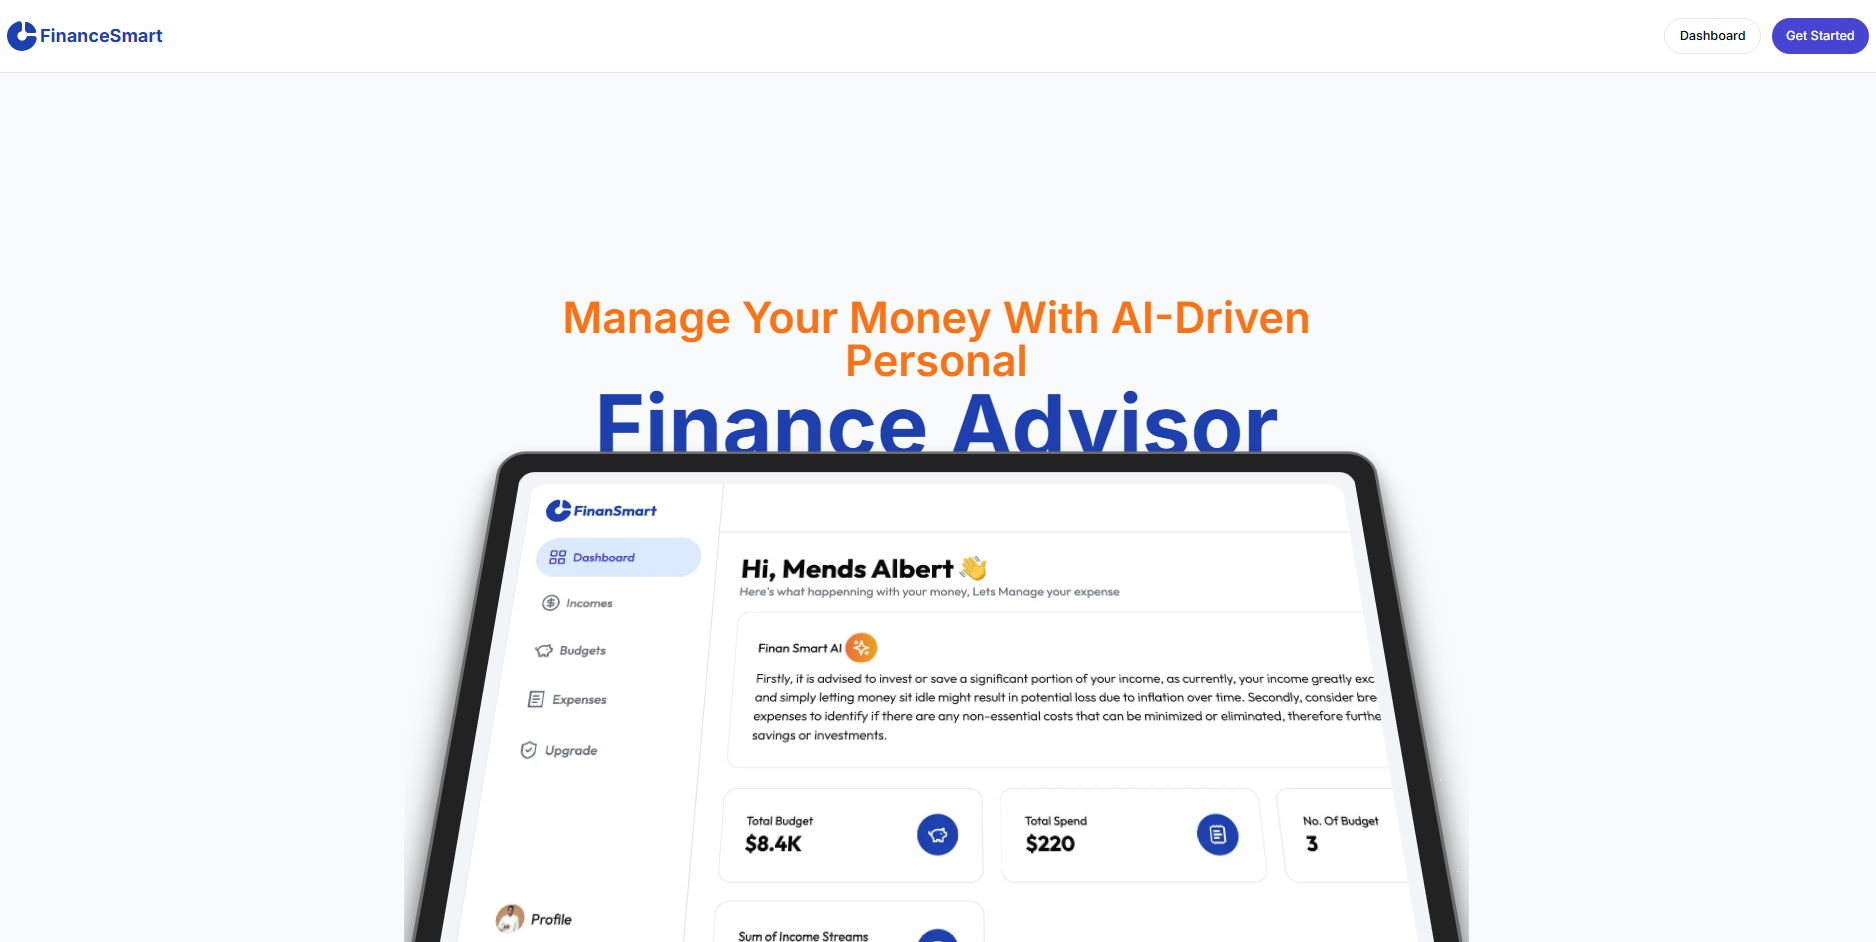 FinanceSmart
Dashboard
Get Started
Manage Your Money With AI-Driven
Personal
Finance Advisor
FinanSmart
Dashboard
Incomes
Budgets
Expenses
Upgrade
Profile
Hi, Mends Albert 👋
Here's what happenning with your money, Lets Manage your expense
Finan Smart AI
Firstly, it is advised to invest or save a significant portion of your income, as currently, your income greatly exc
and simply letting money sit idle might result in potential loss due to inflation over time. Secondly, consider bre
expenses to identify if there are any non-essential costs that can be minimized or eliminated, therefore furthe
savings or investments.
Total Budget
$8.4K
Total Spend
$220
No. Of Budget
3
Sum of Income Streams